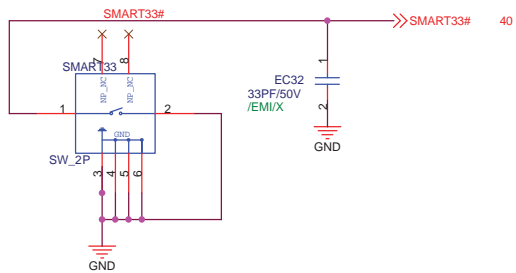 SMART33#
SMART33# 40
7
8
SMART33
NP_NC
NP_NC
1
2
GND
SW_2P
3
4
5
6
GND
1
EC32
33PF/50V
/EMI/X
2
GND